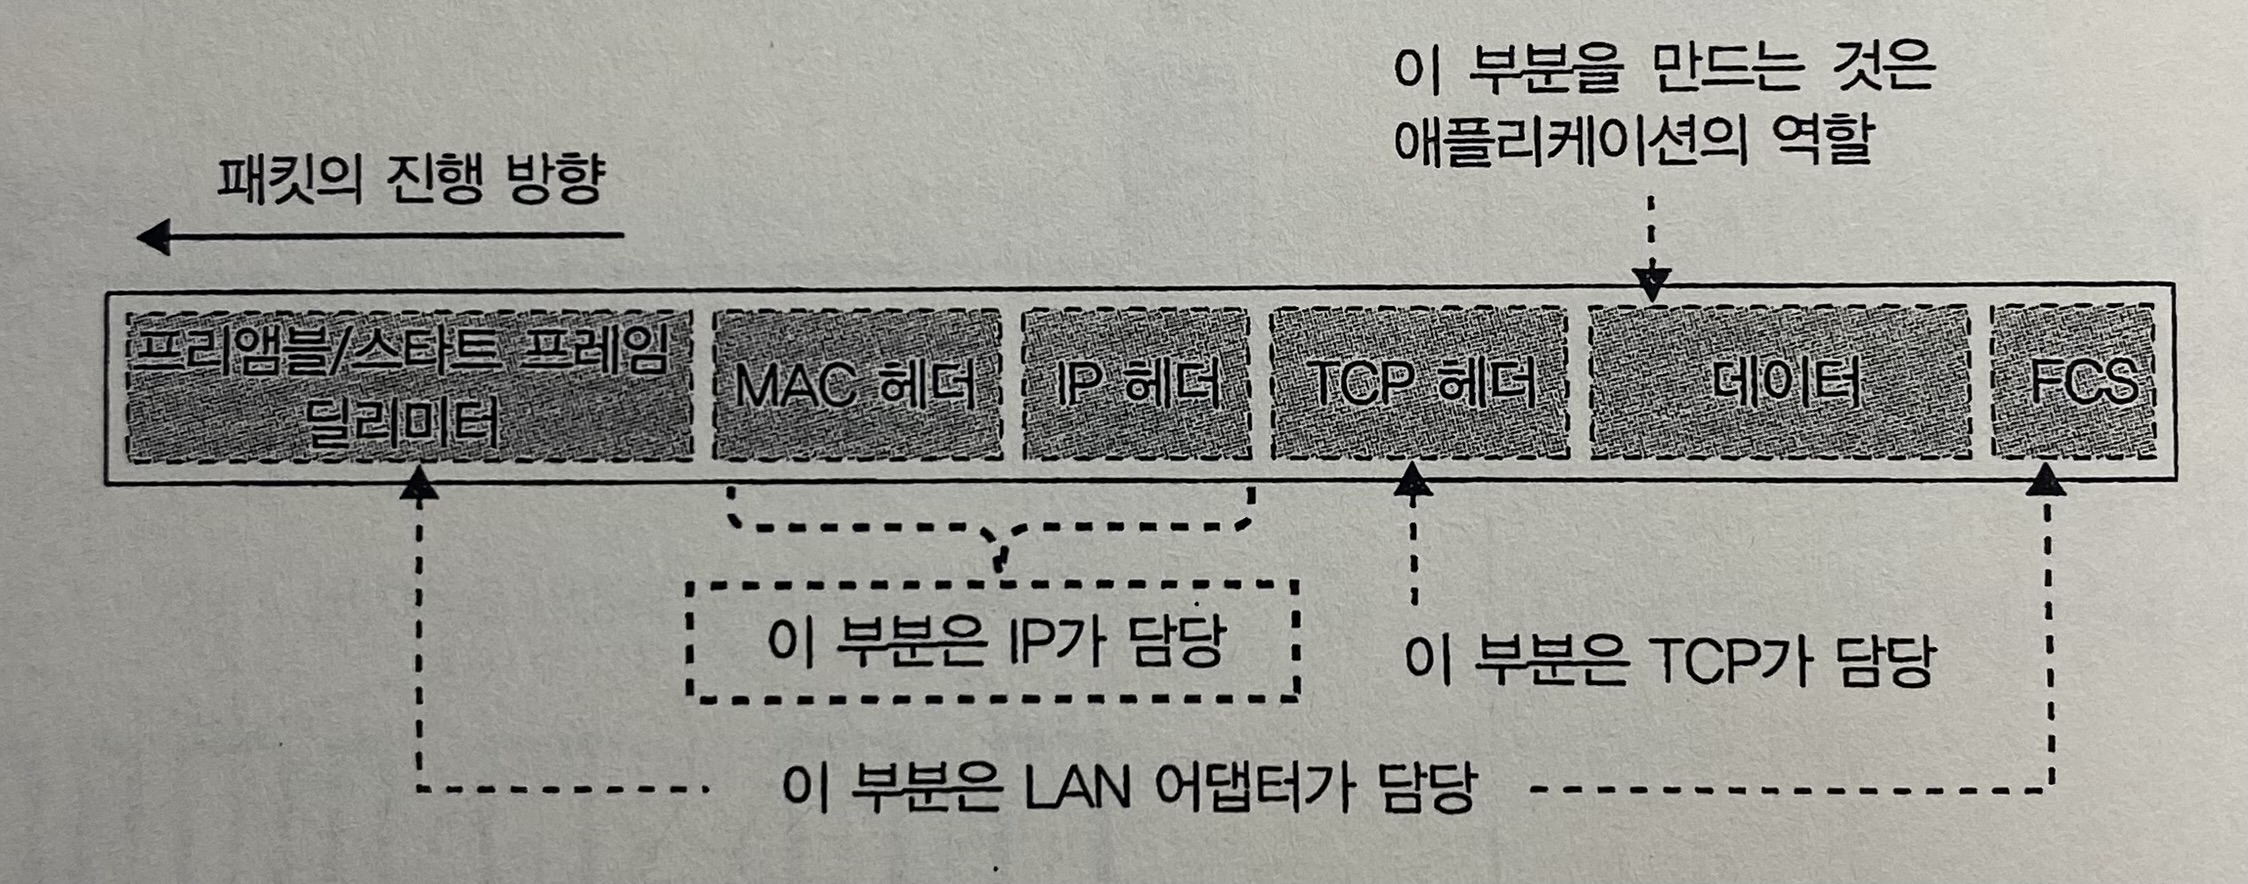 이 부분을 만드는 것은
애플리케이션의 역할
패킷의 진행 방향
프리앰블/스타트 프레임
딜리미터
MAC 헤더
IP 헤더
TCP 헤더
데이터
FCS
이 부분은 IP가 담당
이 부분은 TCP가 담당
이 부분은 LAN 어댑터가 담당